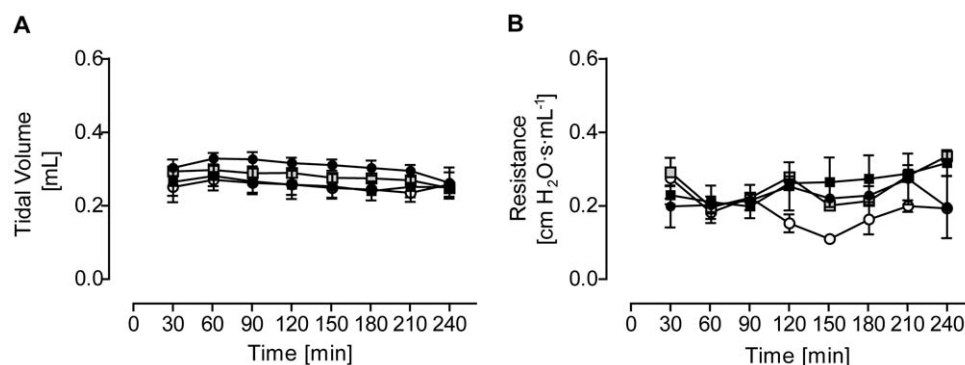 A
0.6
0.4
0.2
0.0
Tidal Volume
[mL]
0 30 60 90 120 150 180 210 240
Time [min]
B
0.6
0.4
0.2
0.0
Resistance
[cm H₂O·s·mL⁻¹]
0 30 60 90 120 150 180 210 240
Time [min]